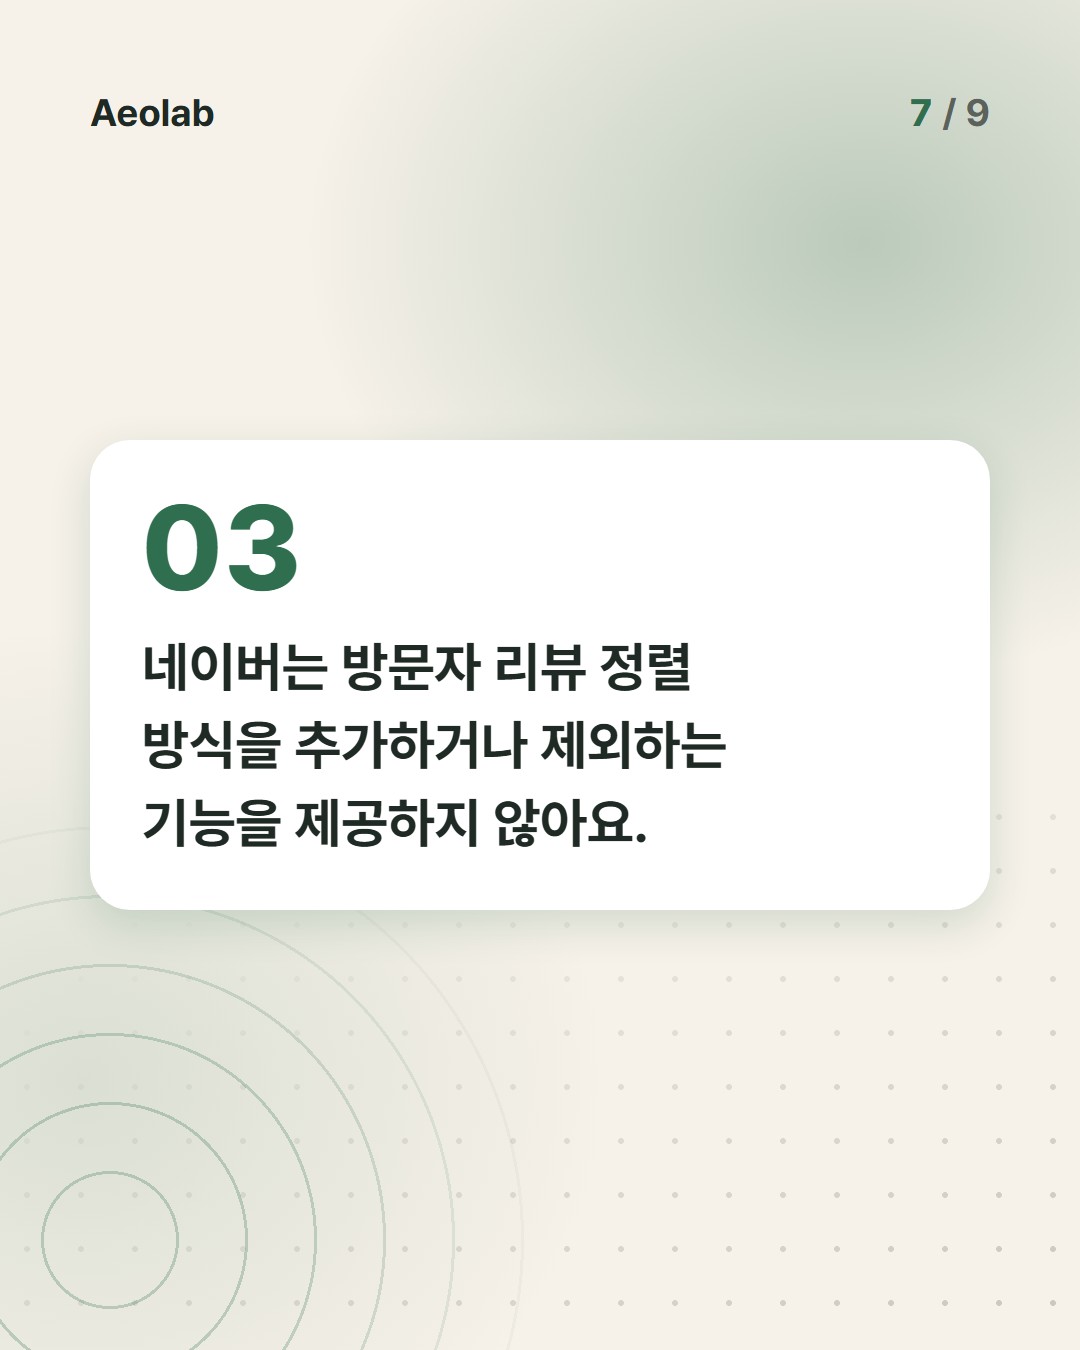 Aeolab
7 / 9
03
네이버는 방문자 리뷰 정렬
방식을 추가하거나 제외하는
기능을 제공하지 않아요.